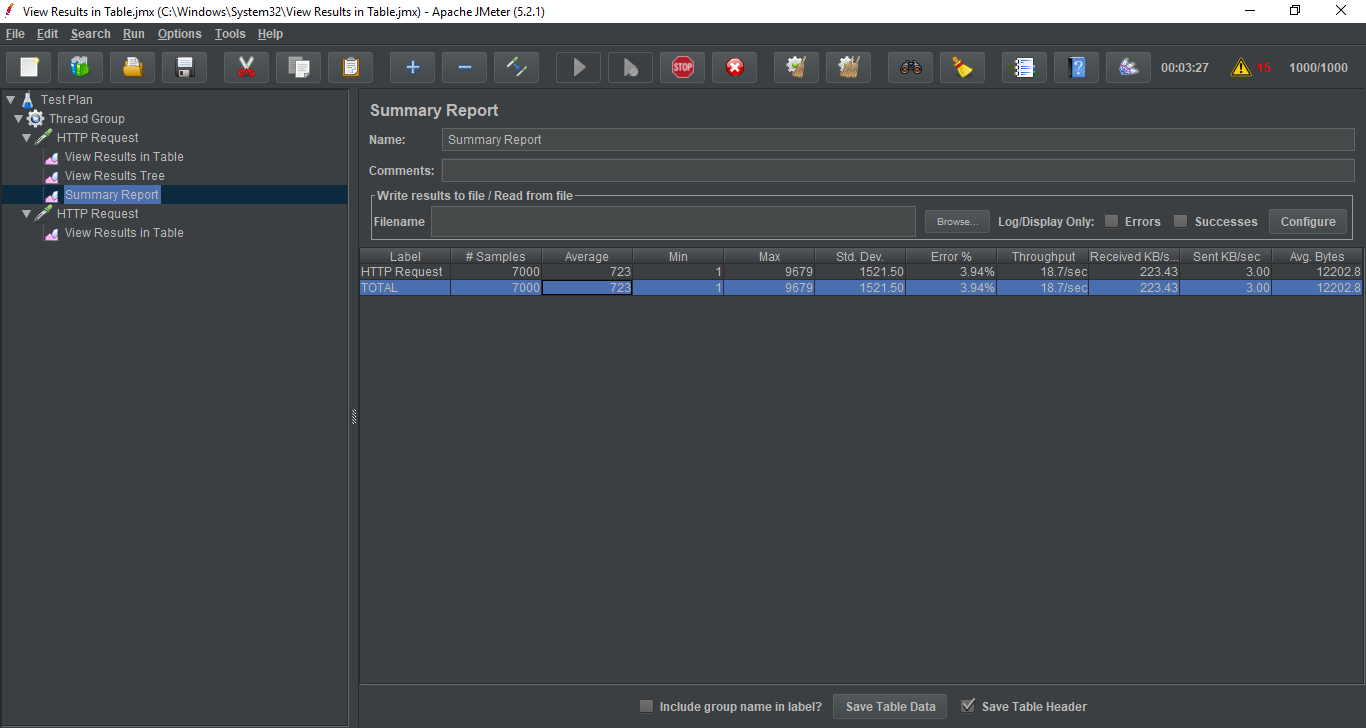 View Results in Table.jmx (C:\Windows\System32\View Results in Table.jmx) - Apache JMeter (5.2.1)
File Edit Search Run Options Tools Help
STOP 00:03:27 15 1000/1000
Test Plan
Thread Group
HTTP Request
View Results in Table
View Results Tree
Summary Report
HTTP Request
View Results in Table
Summary Report
Name: Summary Report
Comments:
Write results to file / Read from file
Filename Browse... Log/Display Only: Errors Successes Configure
Label # Samples Average Min Max Std. Dev. Error % Throughput Received KB/s... Sent KB/sec Avg. Bytes
HTTP Request 7000 723 1 9679 1521.50 3.94% 18.7/sec 223.43 3.00 12202.8
TOTAL 7000 723 1 9679 1521.50 3.94% 18.7/sec 223.43 3.00 12202.8
Include group name in label? Save Table Data Save Table Header